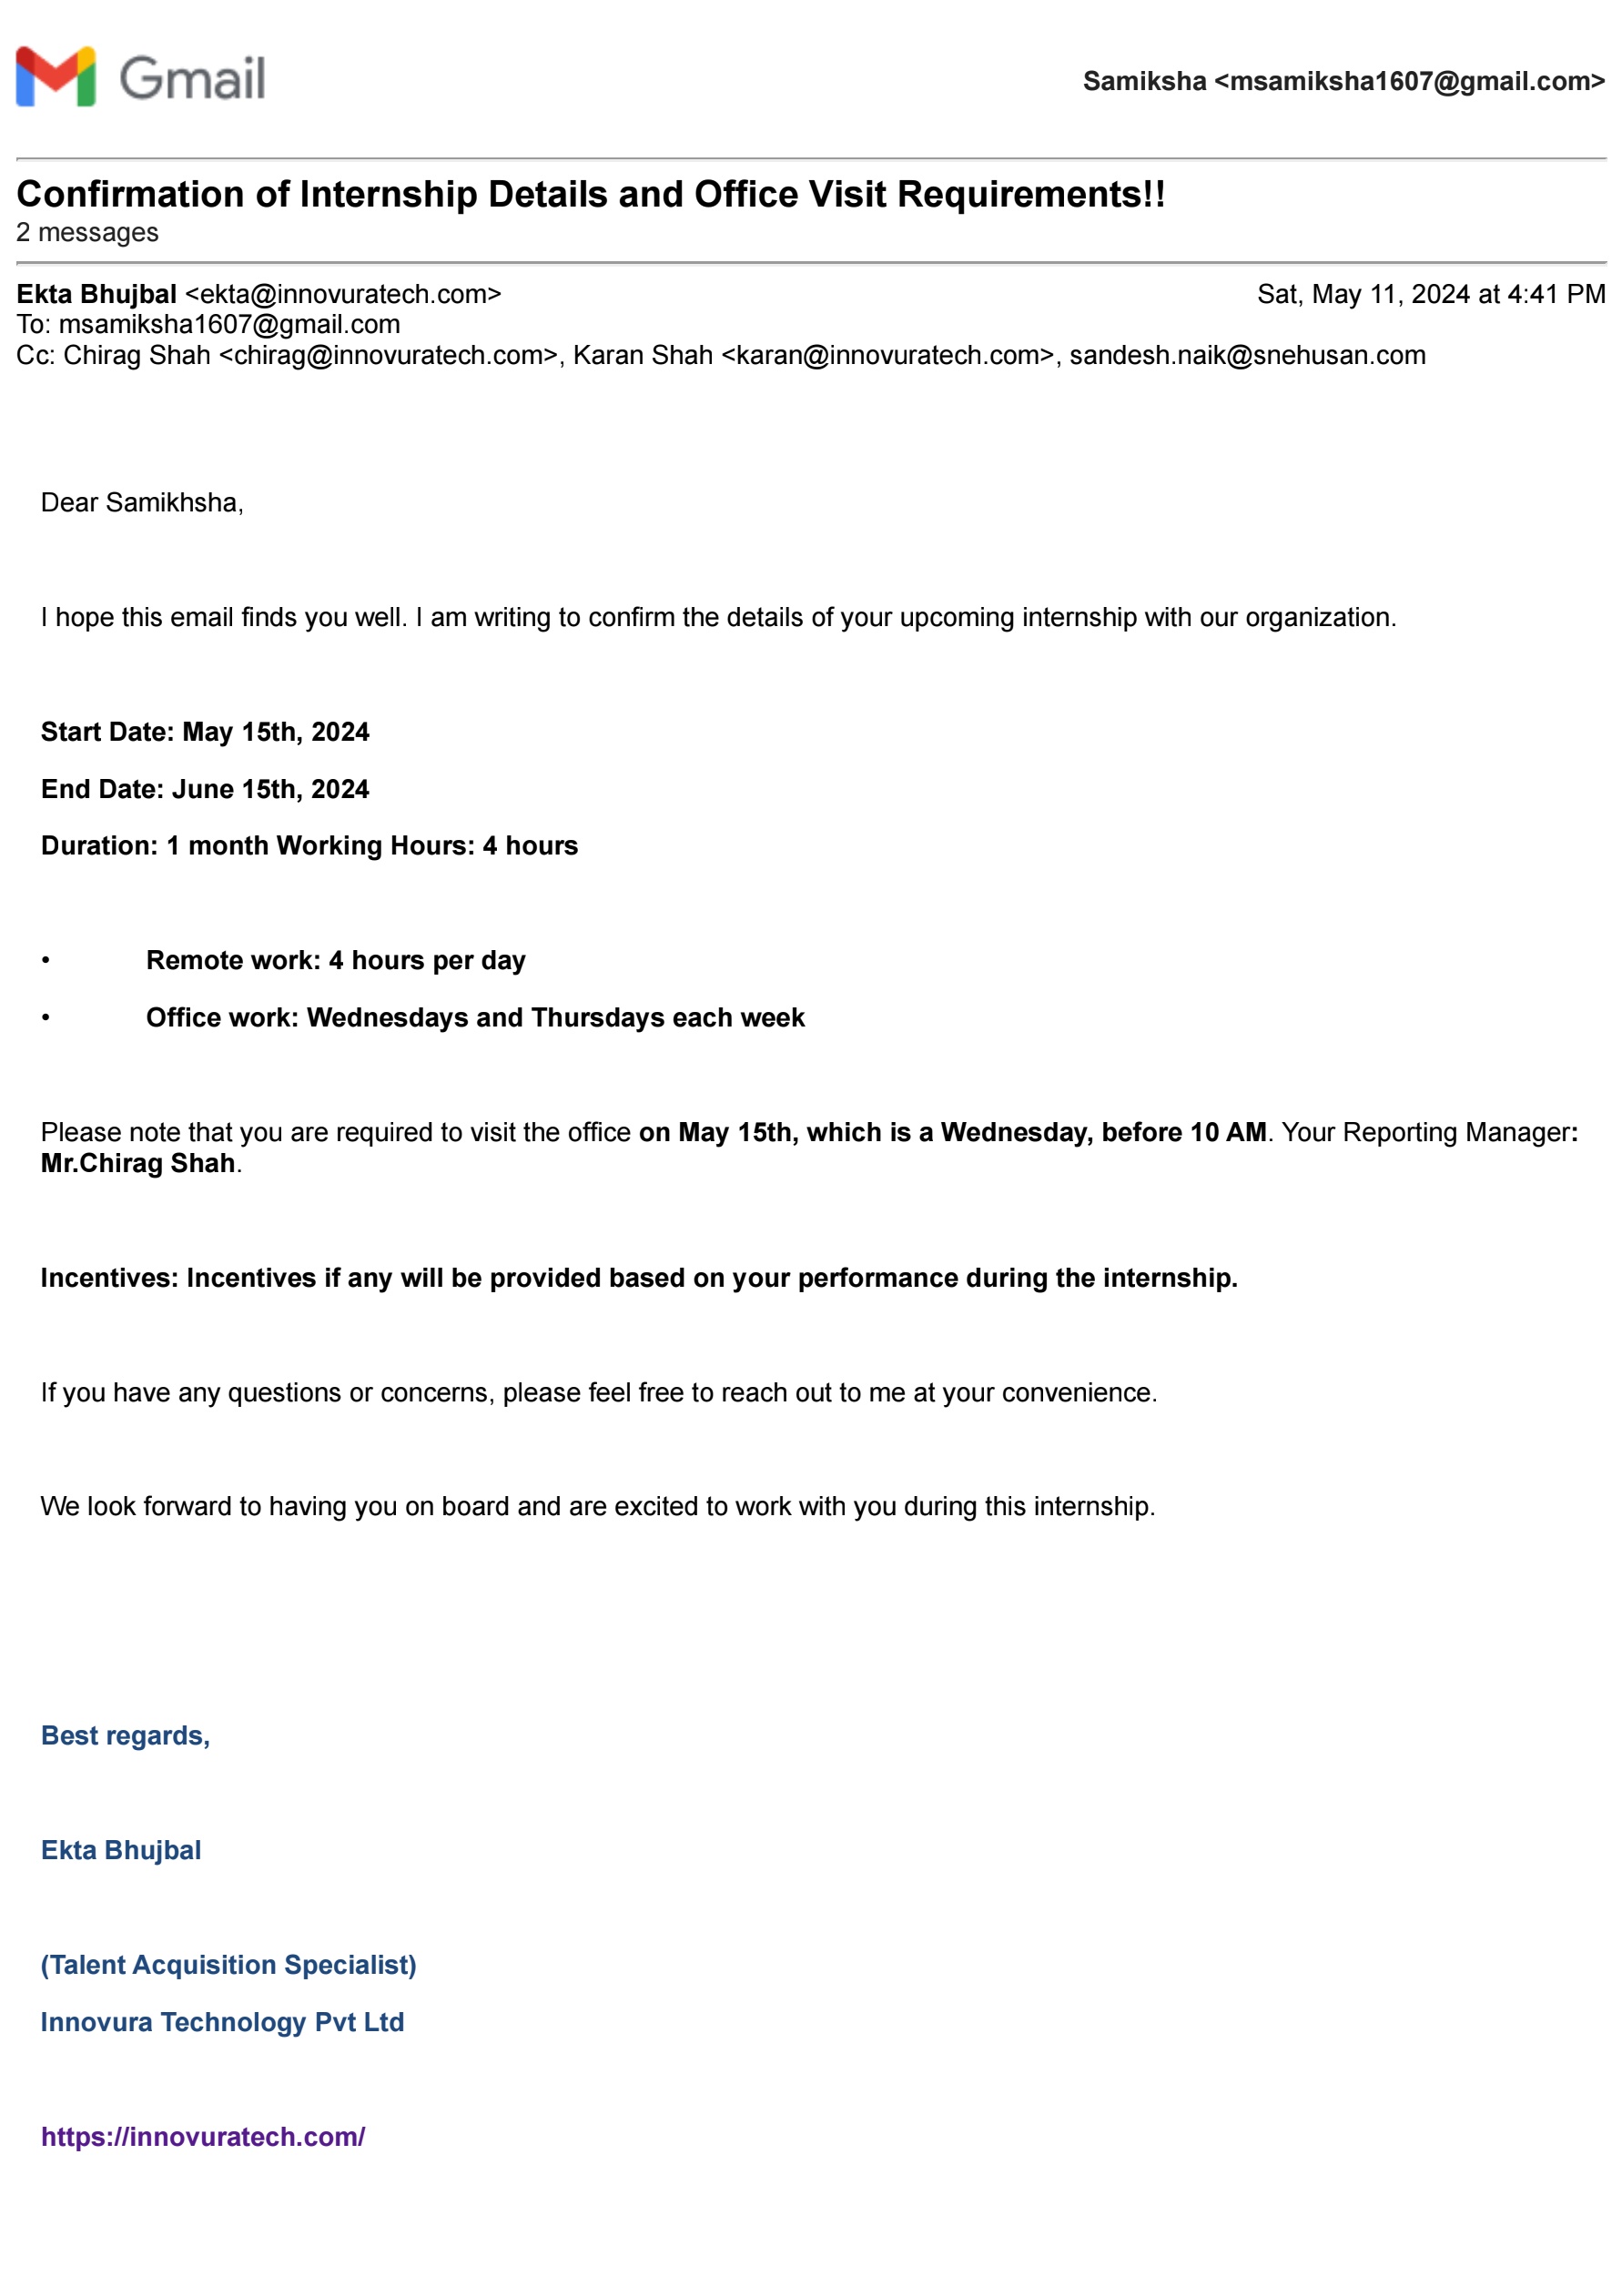 Gmail
Samiksha <msamiksha1607@gmail.com>
Confirmation of Internship Details and Office Visit Requirements!!
2 messages
Ekta Bhujbal <ekta@innovuratech.com> Sat, May 11, 2024 at 4:41 PM
To: msamiksha1607@gmail.com
Cc: Chirag Shah <chirag@innovuratech.com>, Karan Shah <karan@innovuratech.com>, sandesh.naik@snehusan.com
Dear Samikhsha,
I hope this email finds you well. I am writing to confirm the details of your upcoming internship with our organization.
Start Date: May 15th, 2024
End Date: June 15th, 2024
Duration: 1 month Working Hours: 4 hours
• Remote work: 4 hours per day
• Office work: Wednesdays and Thursdays each week
Please note that you are required to visit the office on May 15th, which is a Wednesday, before 10 AM. Your Reporting Manager:
Mr.Chirag Shah.
Incentives: Incentives if any will be provided based on your performance during the internship.
If you have any questions or concerns, please feel free to reach out to me at your convenience.
We look forward to having you on board and are excited to work with you during this internship.
Best regards,
Ekta Bhujbal
(Talent Acquisition Specialist)
Innovura Technology Pvt Ltd
https://innovuratech.com/